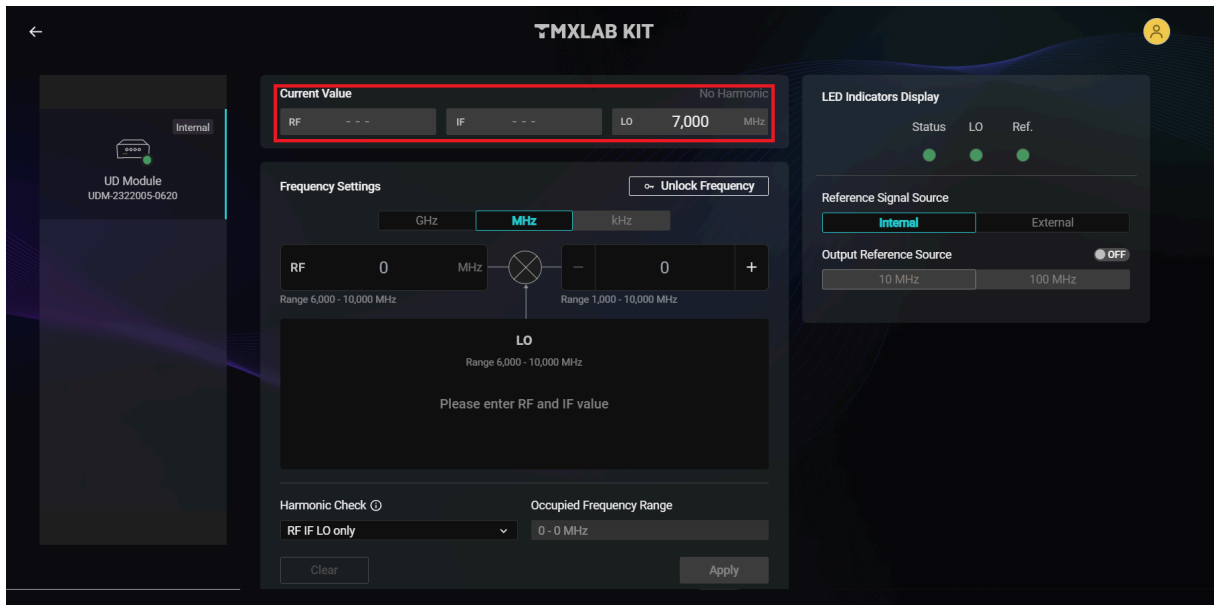 TMXLAB KIT
Internal
UD Module
UDM-2322005-0620
Current Value
No Harmonic
RF - - - IF - - - LO 7,000 MHz
Frequency Settings
Unlock Frequency
GHz MHz kHz
RF 0 MHz − 0 +
Range 6,000 - 10,000 MHz
Range 1,000 - 10,000 MHz
LO
Range 6,000 - 10,000 MHz
Please enter RF and IF value
Harmonic Check
Occupied Frequency Range
RF IF LO only
0 - 0 MHz
Clear
Apply
LED Indicators Display
Status LO Ref.
Reference Signal Source
Internal External
Output Reference Source
OFF
10 MHz 100 MHz